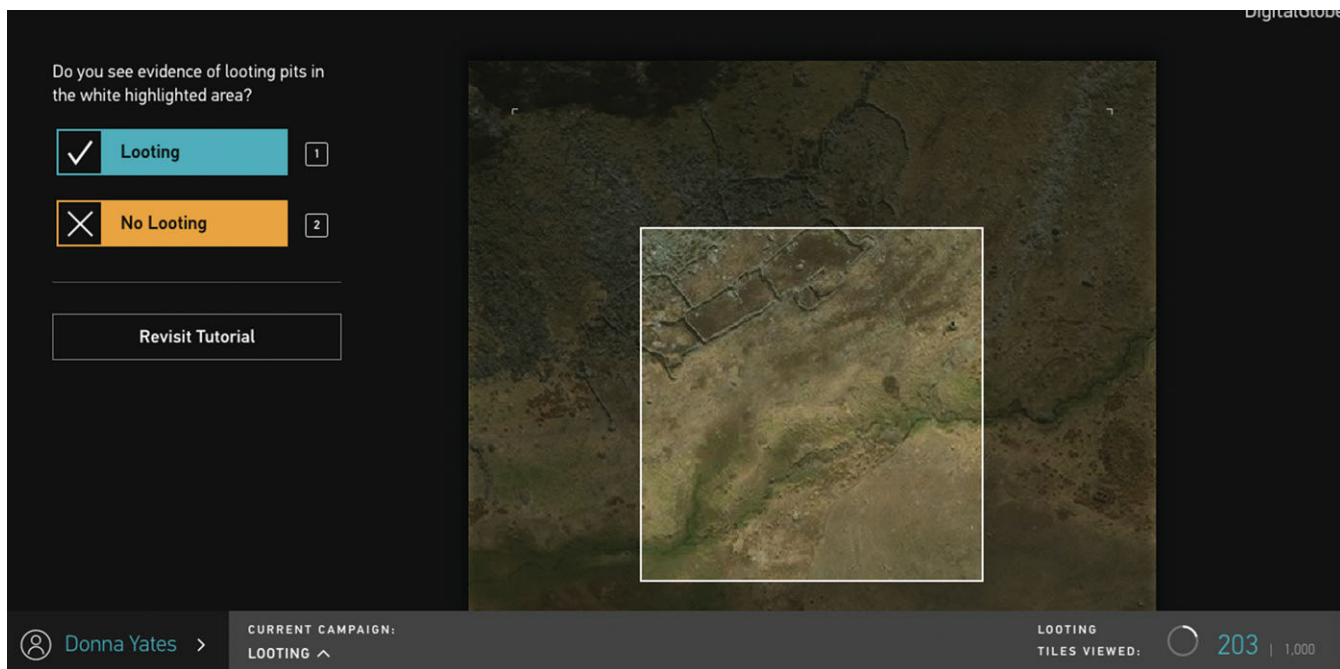 DigitalGlobe
Do you see evidence of looting pits in
the white highlighted area?
Looting
1
No Looting
2
Revisit Tutorial
Donna Yates >
CURRENT CAMPAIGN:
LOOTING
LOOTING
TILES VIEWED:
203 | 1,000